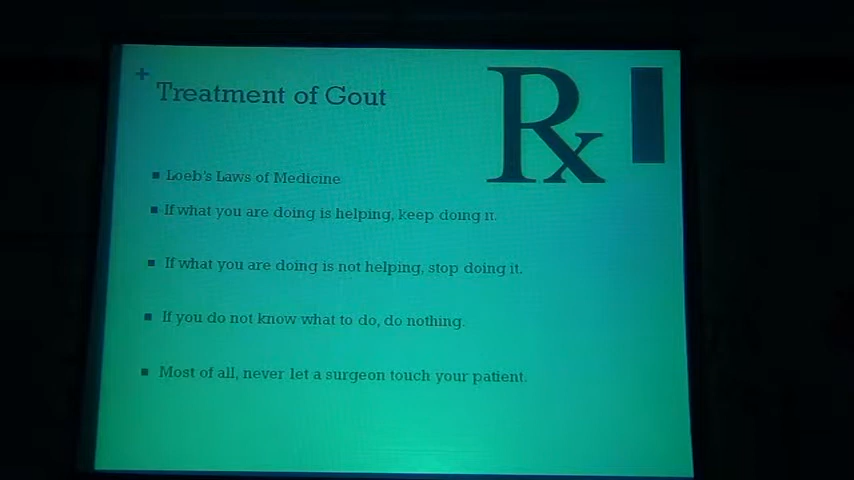 +
Treatment of Gout
Rx
Loeb's Laws of Medicine
If what you are doing is helping, keep doing it.
If what you are doing is not helping, stop doing it.
If you do not know what to do, do nothing.
Most of all, never let a surgeon touch your patient.